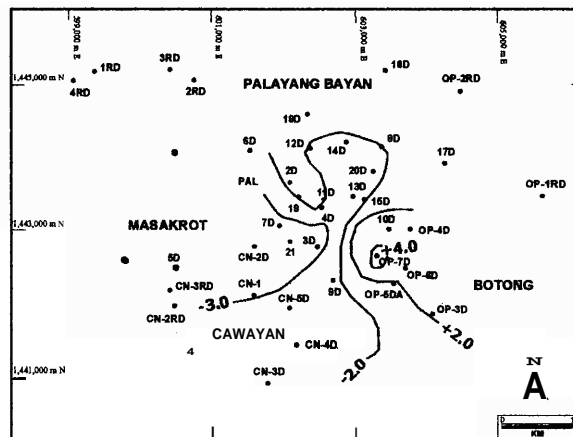 599,000 m E
601,000 m E
603,000 m E
605,000 m E
1,445,000 m N
1RD
3RD
4RD
2RD
PALAYANG BAYAN
18D
OP-2RD
19D
6D
12D
14D
8D
17D
2D
20D
PAL
11D
13D
OP-1RD
19
15D
4D
MASAKROT
1,443,000 m N
7D
10D
OP-4D
21
3D
+4.0
CN-2D
OP-7D
5D
OP-6D
CN-3RD
CN-1
9D
OP-5DA
BOTONG
-3.0
CN-2RD
CN-5D
OP-3D
CAWAYAN
+2.0
4
CN-4D
-2.0
1,441,000 m N
CN-3D
N
A
0
KM